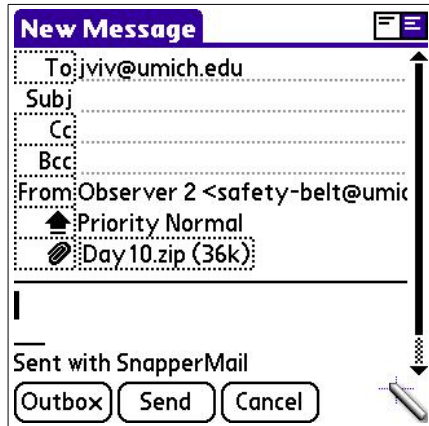 New Message
To: jviv@umich.edu
Subj
Cc:
Bcc:
From: Observer 2 <safety-belt@umic
Priority Normal
Day10.zip (36k)
Sent with SnapperMail
Outbox Send Cancel